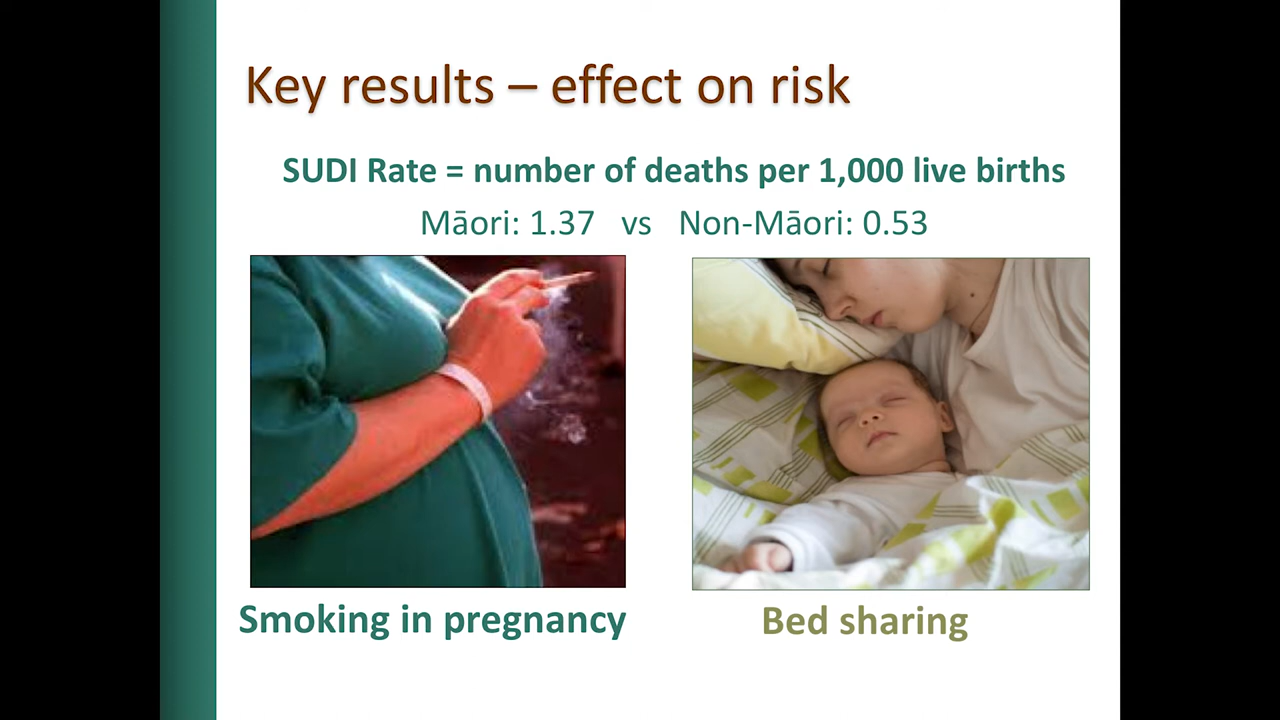 Key results – effect on risk
SUDI Rate = number of deaths per 1,000 live births
Māori: 1.37 vs Non-Māori: 0.53
Smoking in pregnancy
Bed sharing